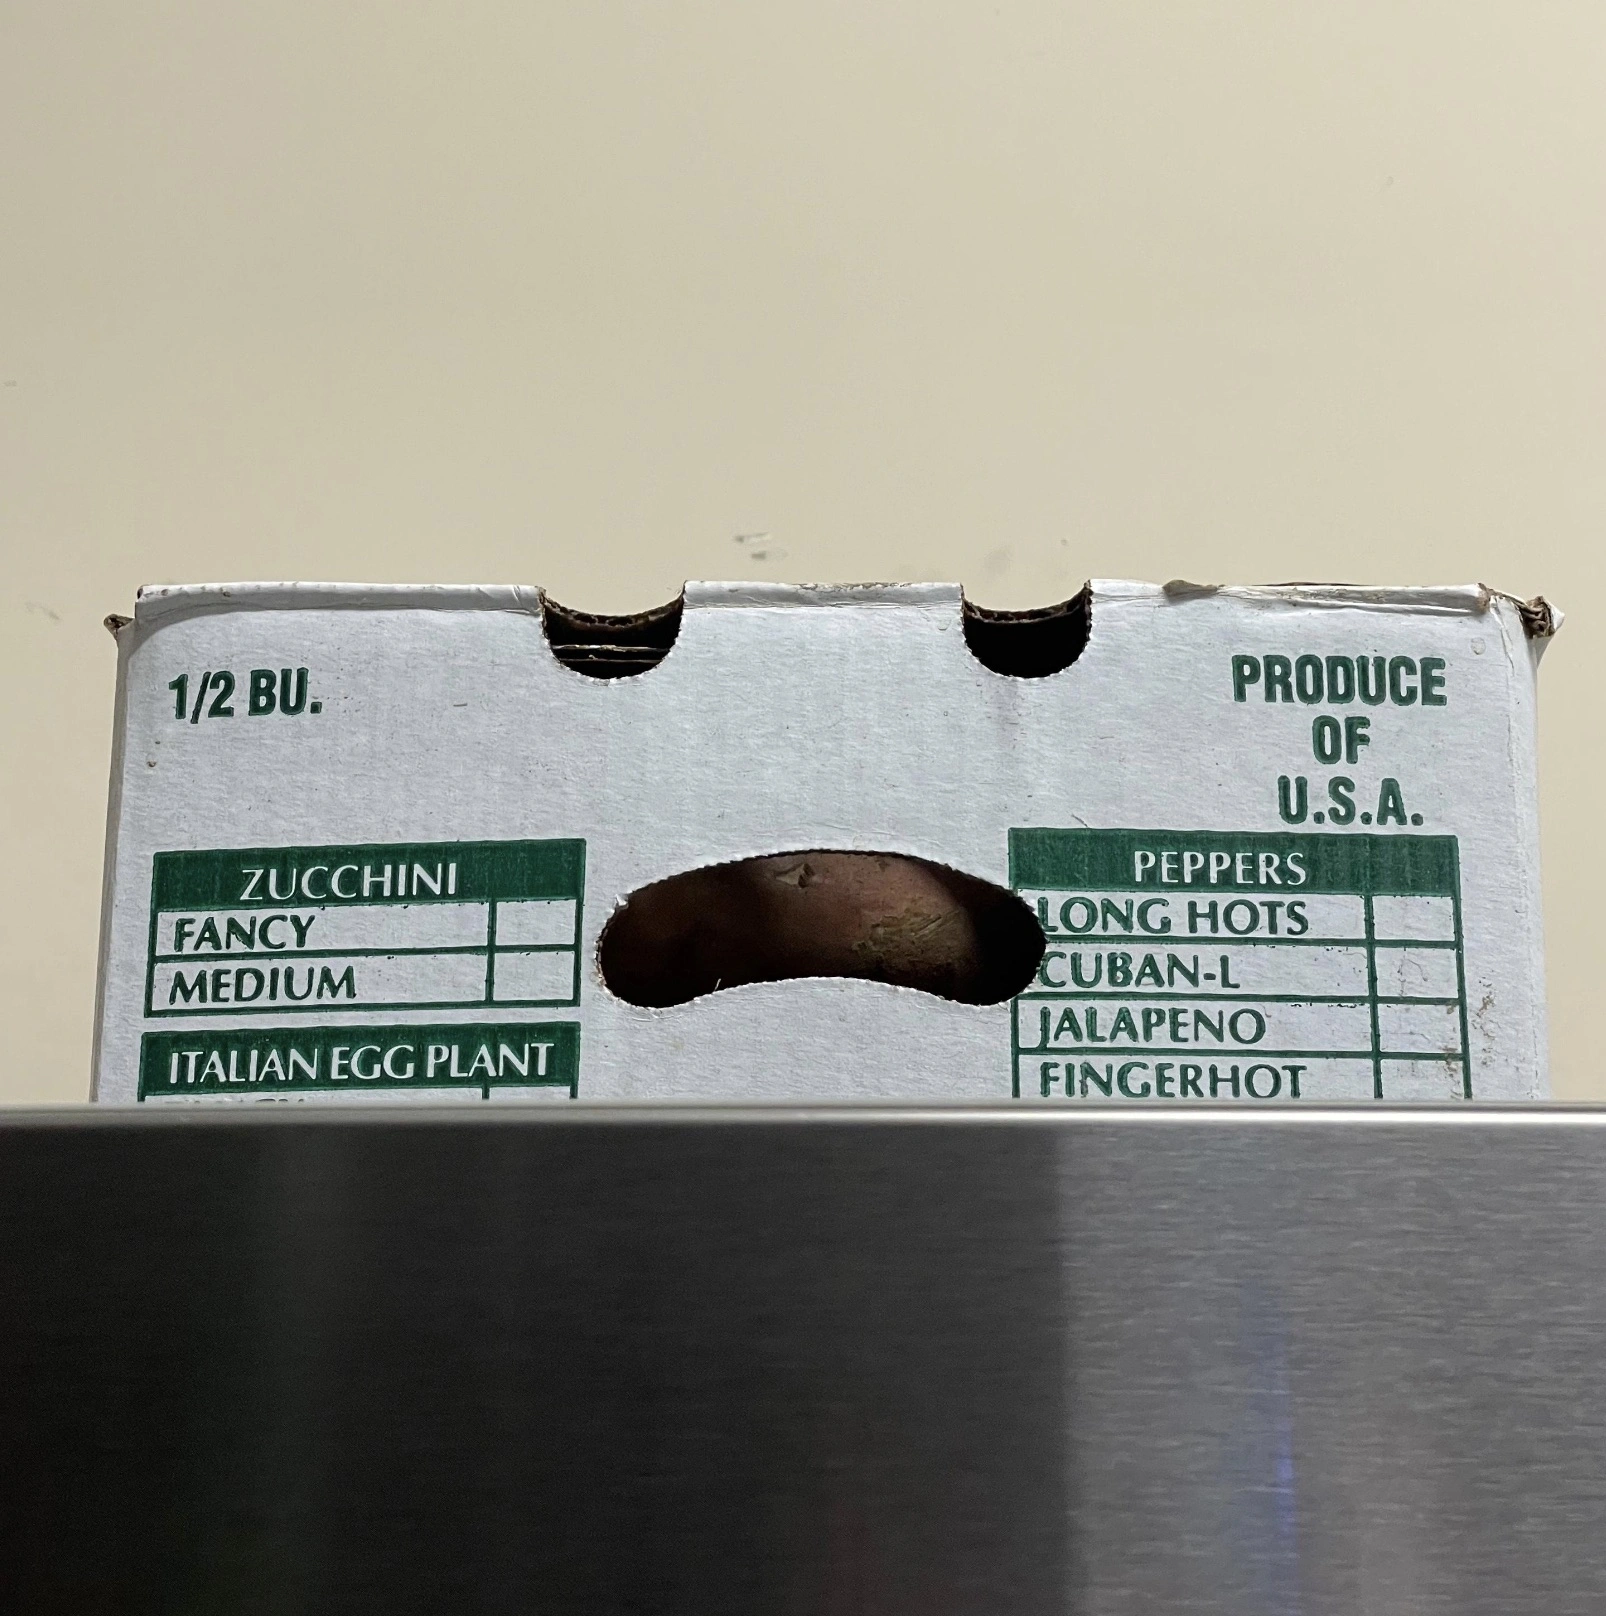 1/2 BU.
PRODUCE
OF
U.S.A.
ZUCCHINI
FANCY
MEDIUM
ITALIAN EGG PLANT
PEPPERS
LONG HOTS
CUBAN-L
JALAPENO
FINGERHOT